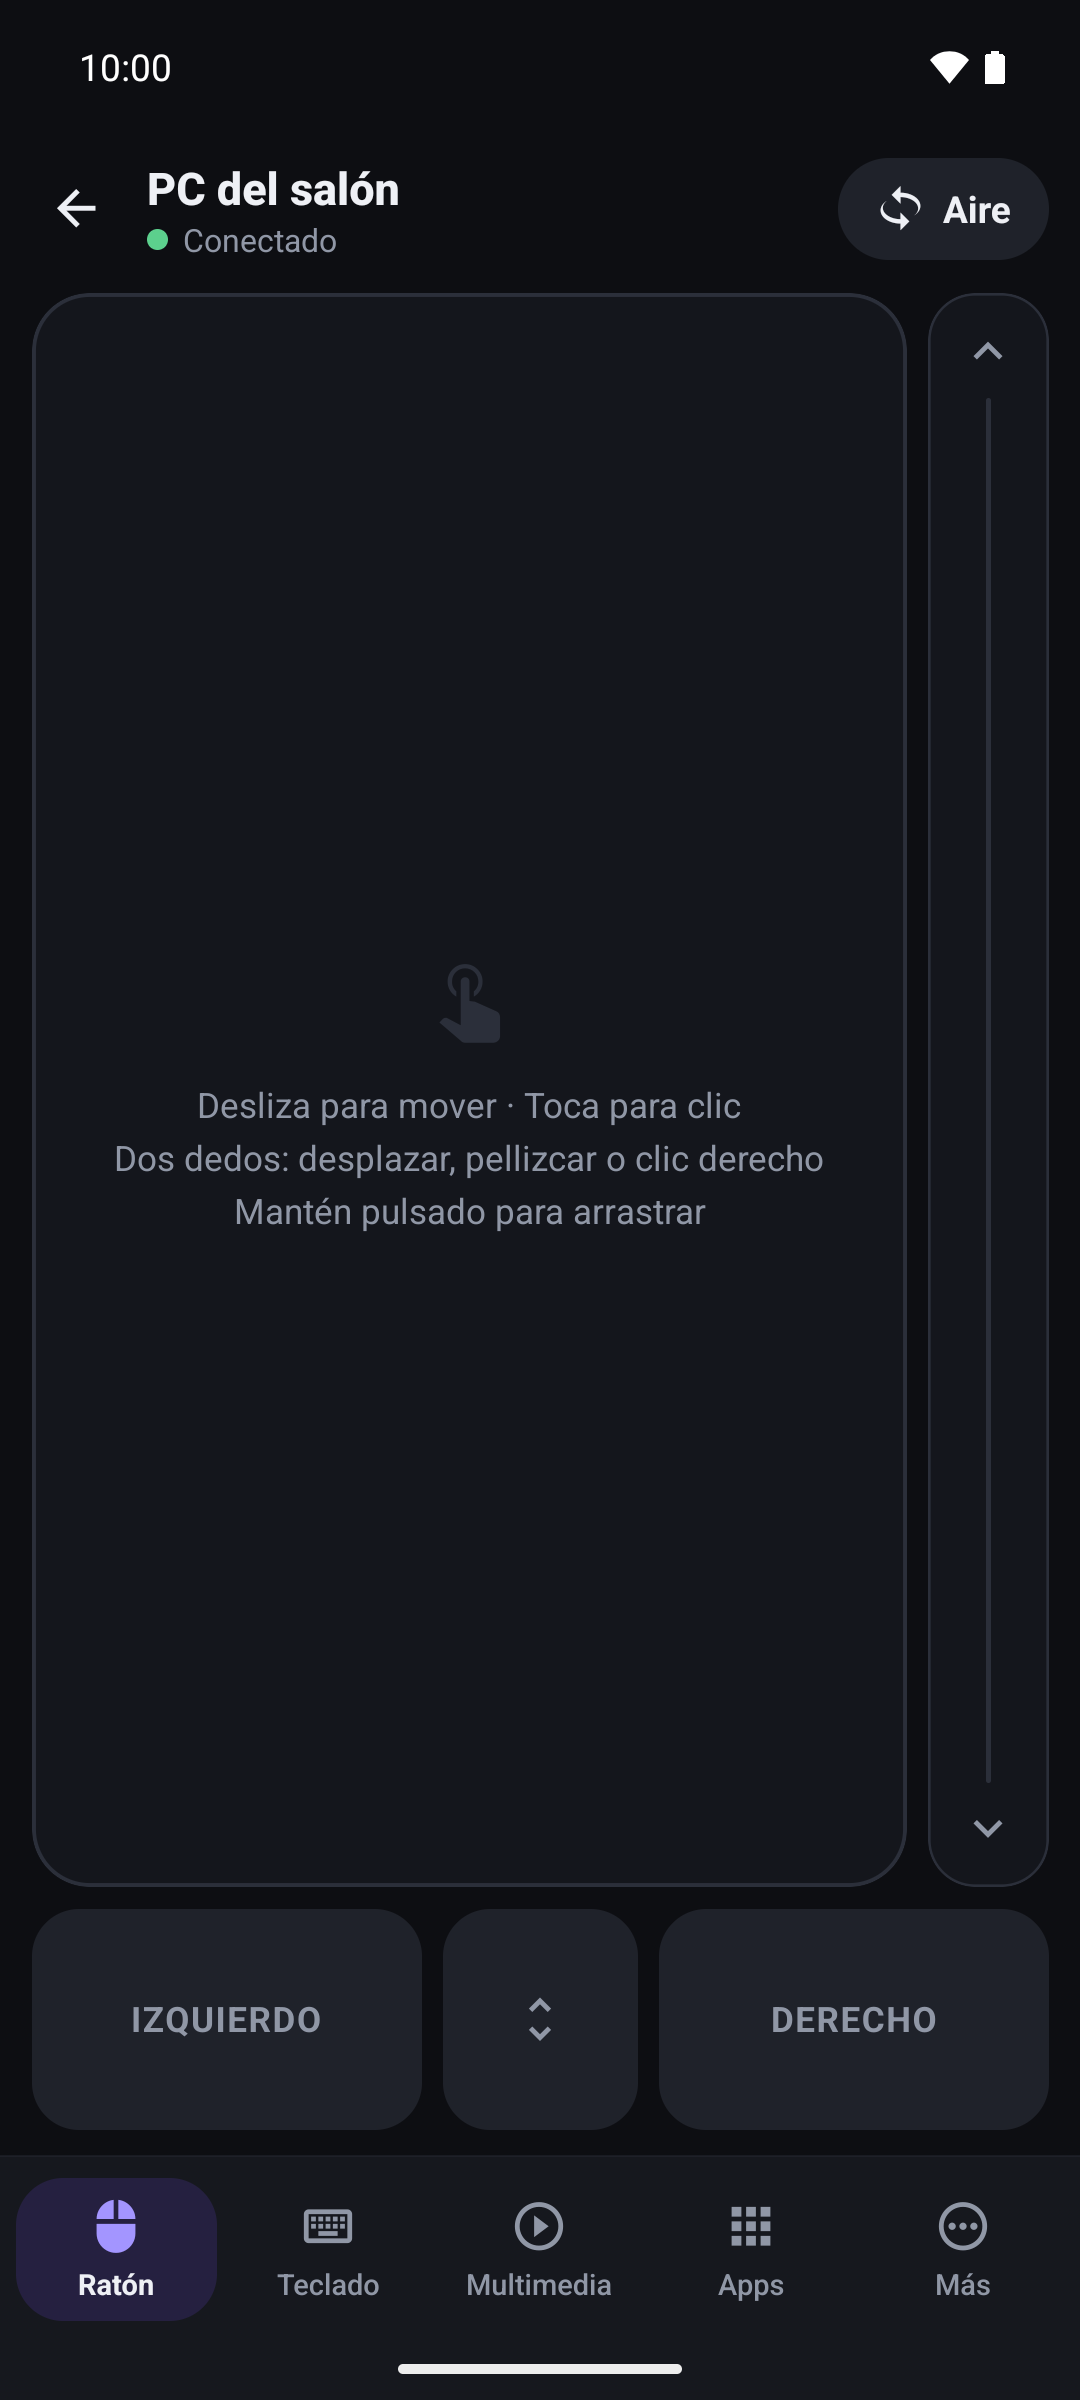 10:00
PC del salón
Conectado
Aire
Desliza para mover · Toca para clic
Dos dedos: desplazar, pellizcar o clic derecho
Mantén pulsado para arrastrar
IZQUIERDO
DERECHO
Ratón
Teclado
Multimedia
Apps
Más